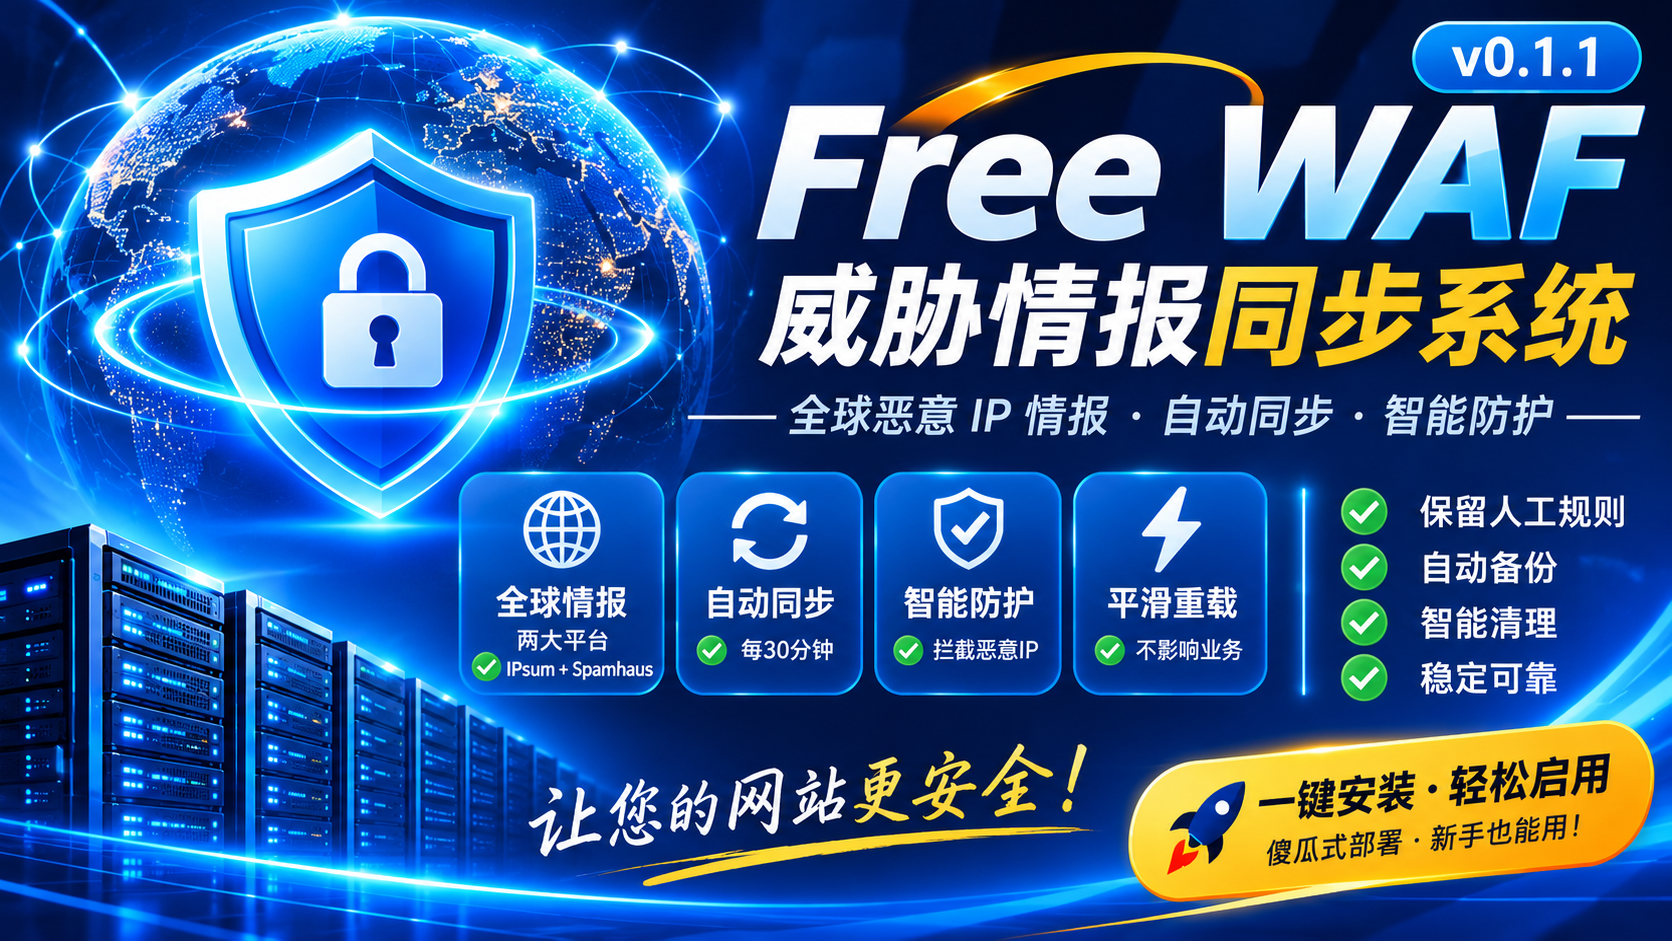 v0.1.1
Free WAF
威胁情报同步系统
全球恶意 IP 情报 · 自动同步 · 智能防护
全球情报
两大平台
IPsum + Spamhaus
自动同步
每30分钟
智能防护
拦截恶意IP
平滑重载
不影响业务
保留人工规则
自动备份
智能清理
稳定可靠
让您的网站更安全！
一键安装 · 轻松启用
傻瓜式部署 · 新手也能用！